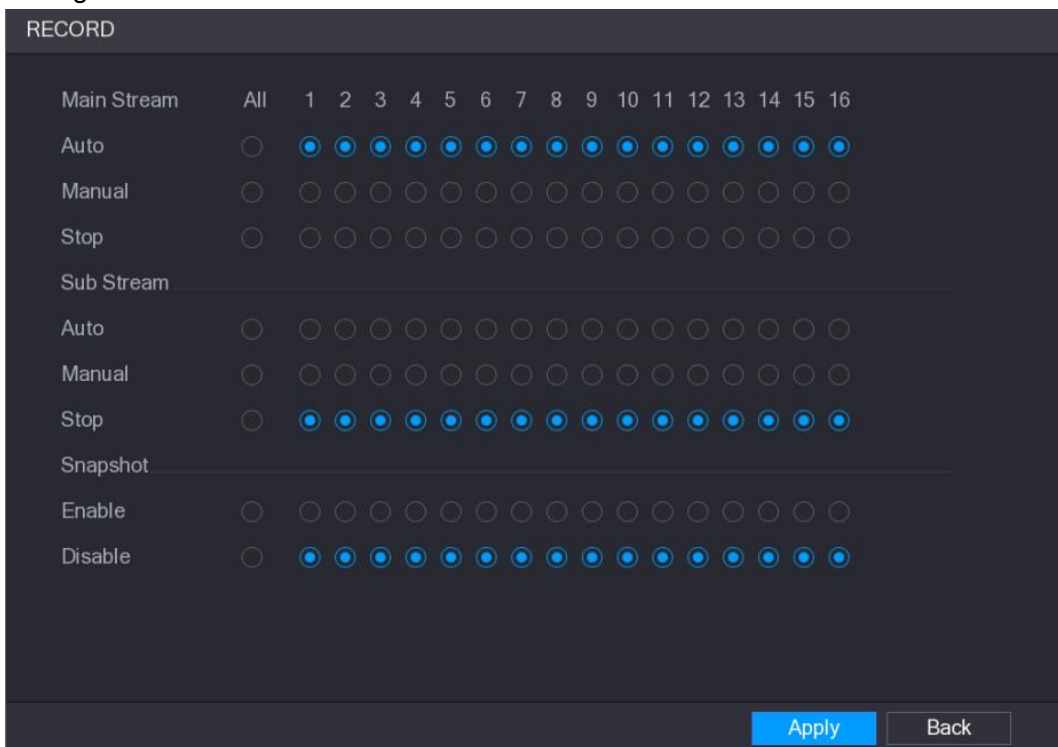 RECORD
Main Stream All 1 2 3 4 5 6 7 8 9 10 11 12 13 14 15 16
Auto
Manual
Stop
Sub Stream
Auto
Manual
Stop
Snapshot
Enable
Disable
Apply Back